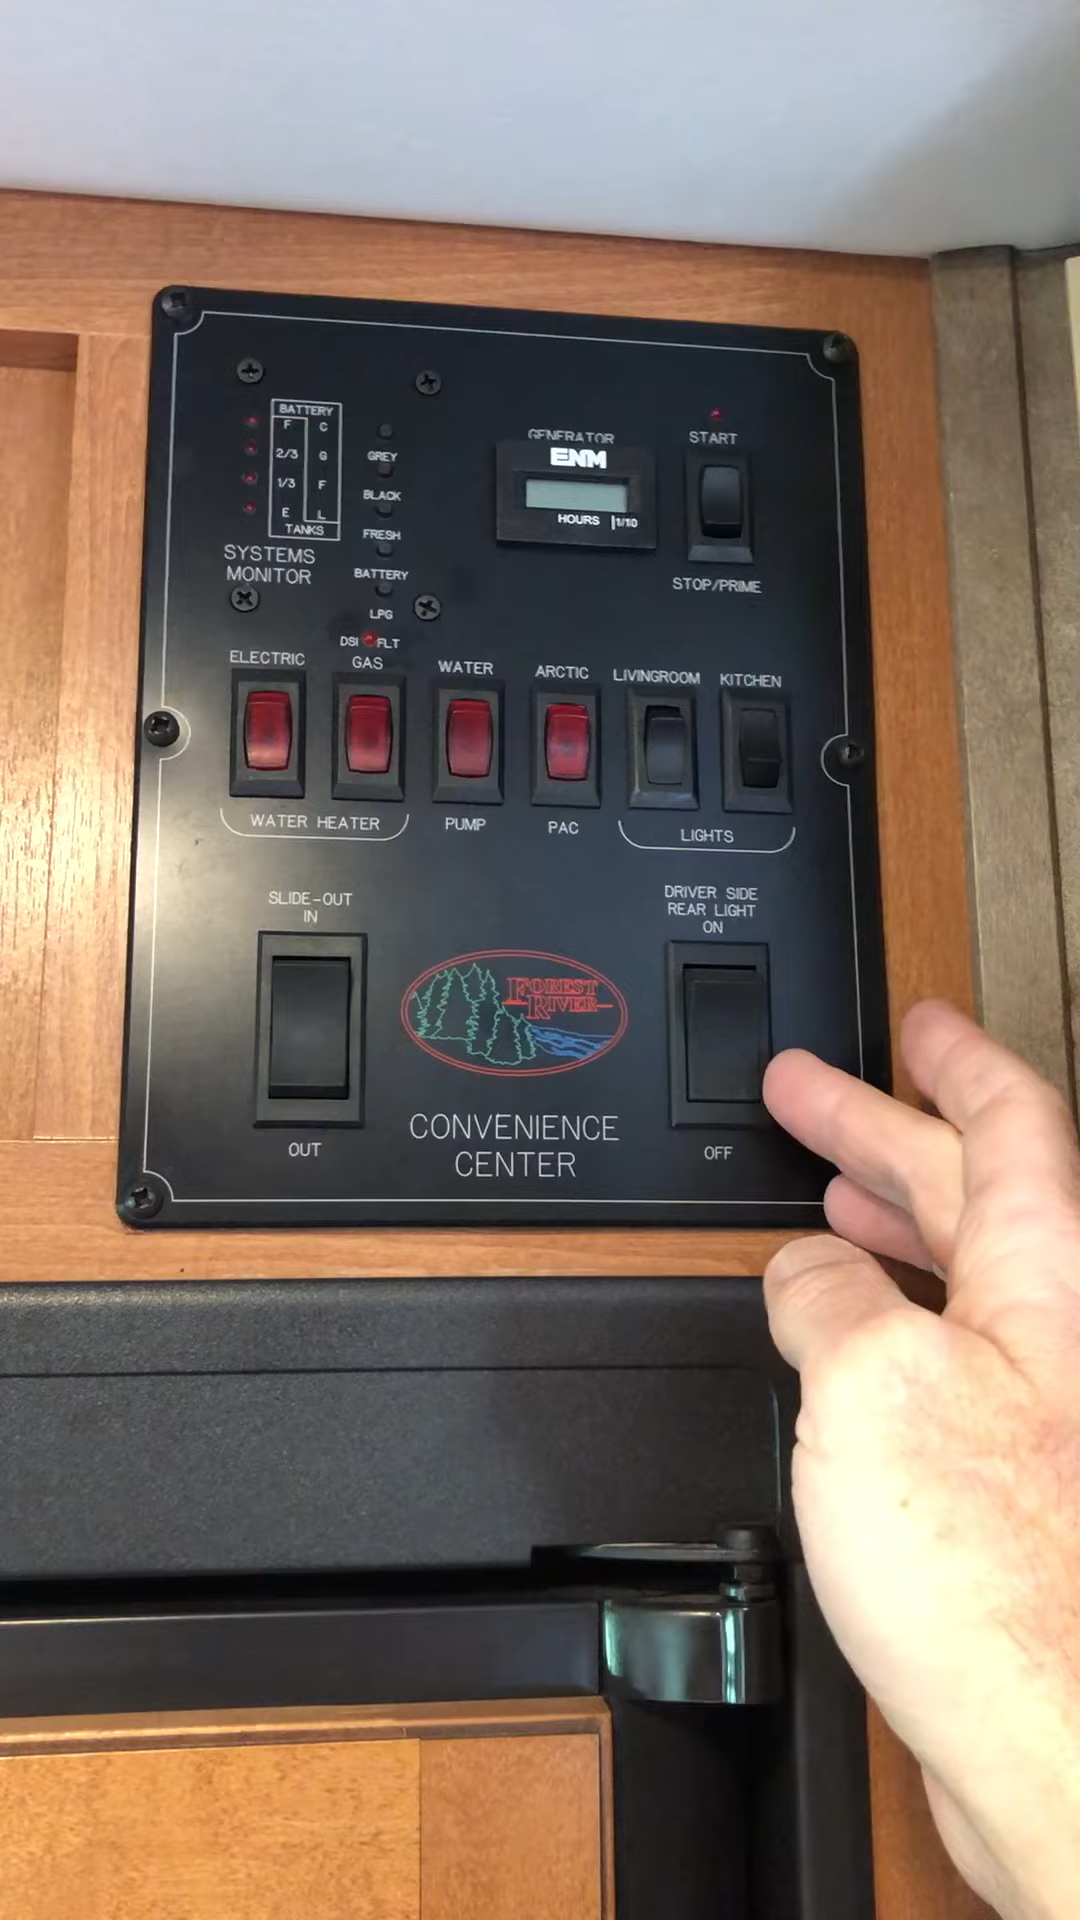 BATTERY
F C
2/3 G
1/3 F
E L
TANKS
SYSTEMS
MONITOR
GREY
BLACK
FRESH
BATTERY
LPG
DSI FLT
GENERATOR
ENM
HOURS 1/10
START
STOP/PRIME
ELECTRIC
GAS
WATER
ARCTIC
LIVINGROOM
KITCHEN
WATER HEATER
PUMP
PAC
LIGHTS
SLIDE-OUT
IN
OUT
FOREST
RIVER
CONVENIENCE
CENTER
DRIVER SIDE
REAR LIGHT
ON
OFF